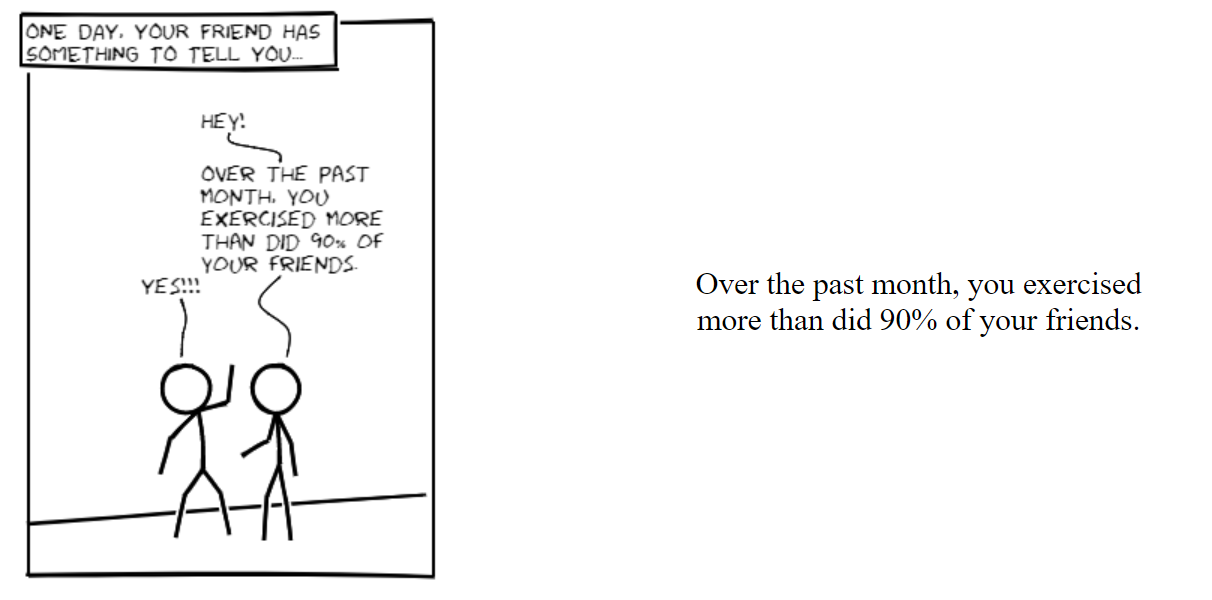 ONE DAY, YOUR FRIEND HAS
SOMETHING TO TELL YOU...
HEY!
OVER THE PAST
MONTH, YOU
EXERCISED MORE
THAN DID 90% OF
YOUR FRIENDS.
YES!!!
Over the past month, you exercised
more than did 90% of your friends.